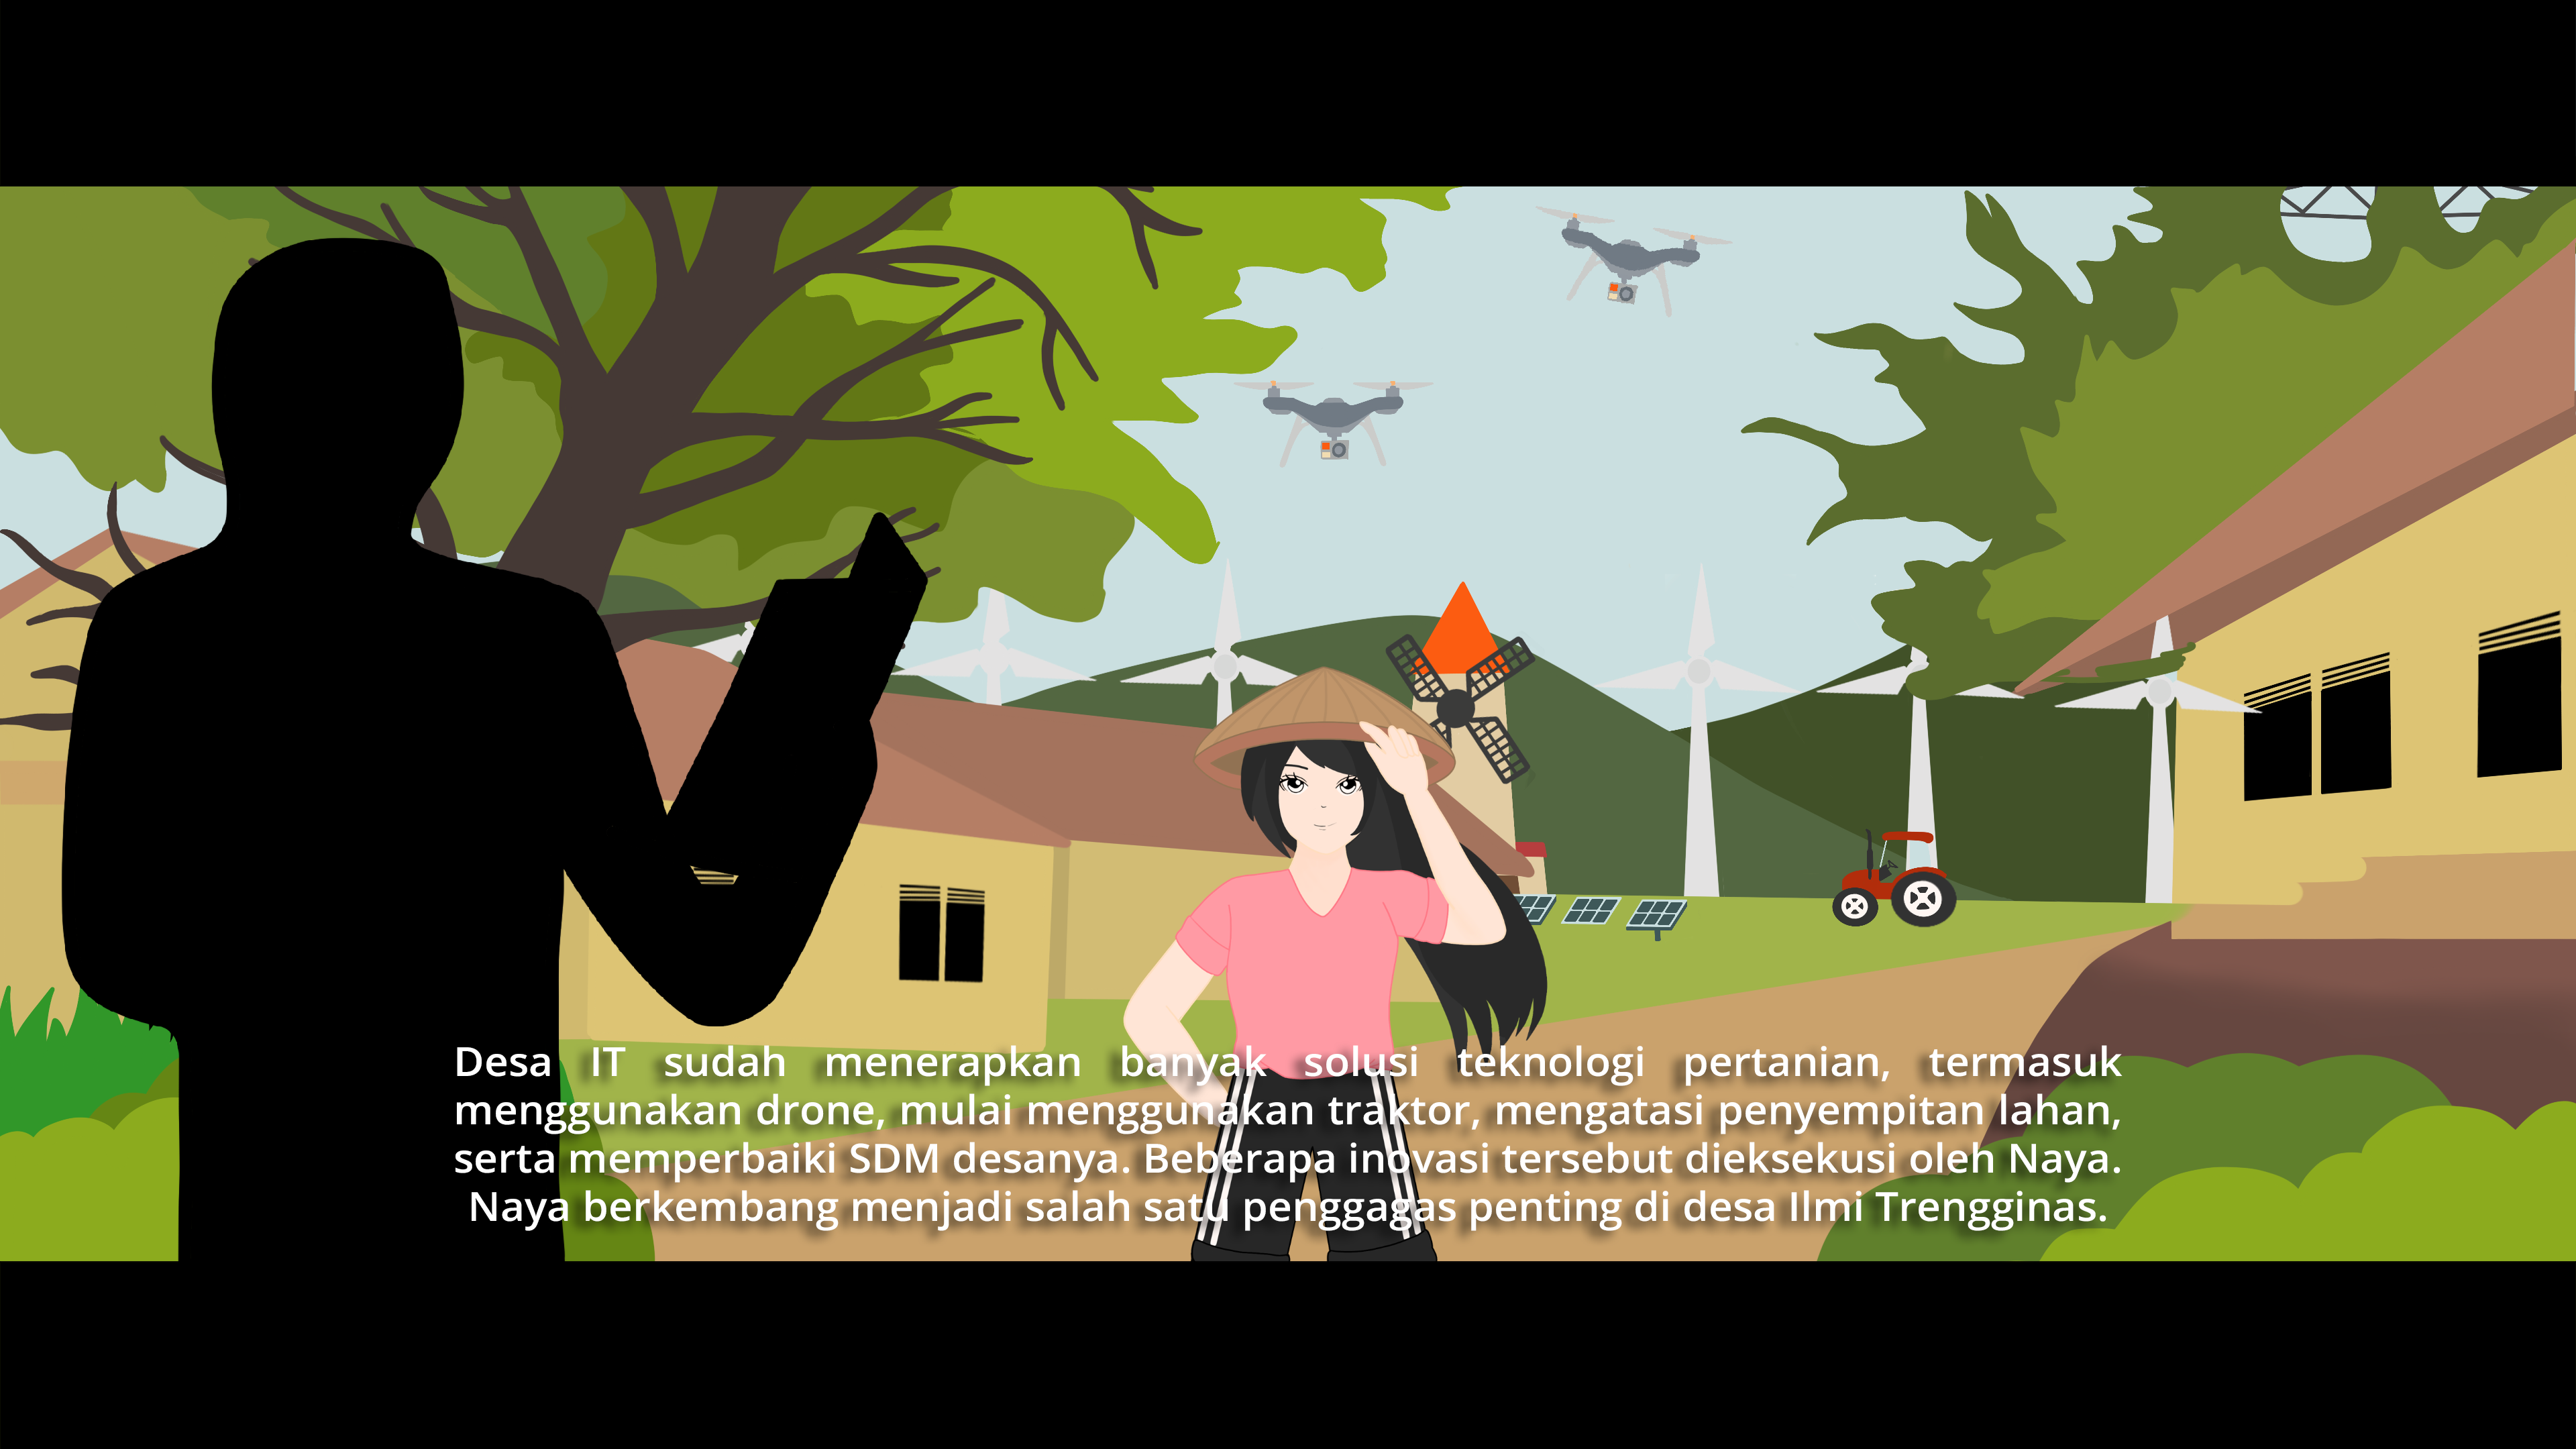 Desa IT sudah menerapkan banyak solusi teknologi pertanian, termasuk
menggunakan drone, mulai menggunakan traktor, mengatasi penyempitan lahan,
serta memperbaiki SDM desanya. Beberapa inovasi tersebut dieksekusi oleh Naya.
Naya berkembang menjadi salah satu penggagas penting di desa Ilmi Trengginas.